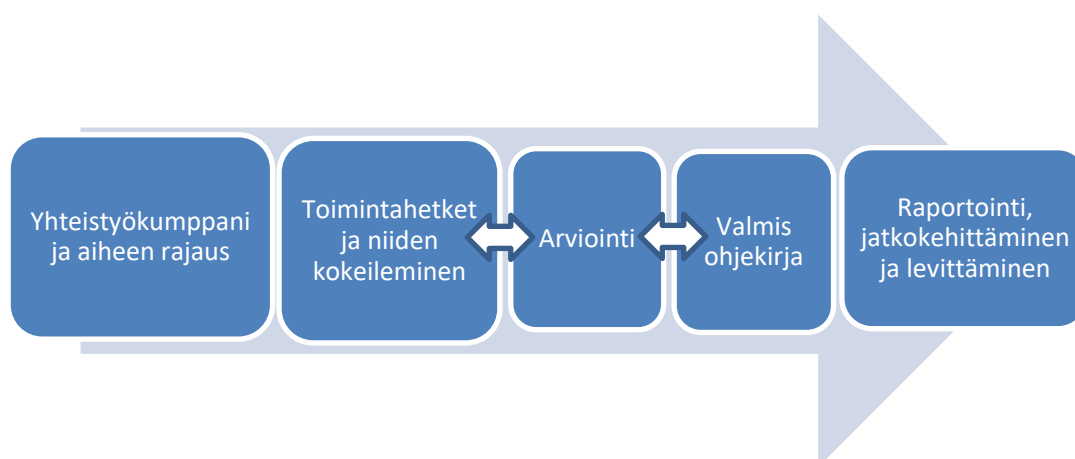 Yhteistyökumppani
ja aiheen rajaus
Toimintahetket
ja niiden
kokeileminen
Arviointi
Valmis
ohjekirja
Raportointi,
jatkokehittäminen
ja levittäminen